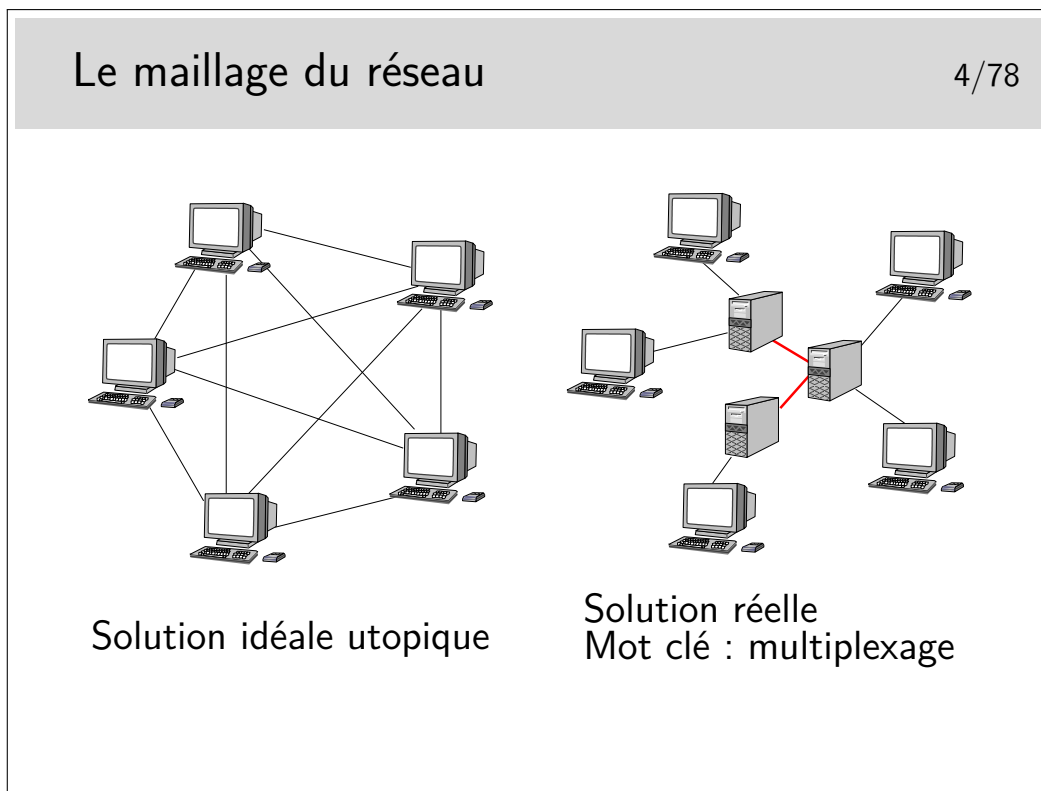 Le maillage du réseau
4/78
Solution idéale utopique
Solution réelle
Mot clé : multiplexage